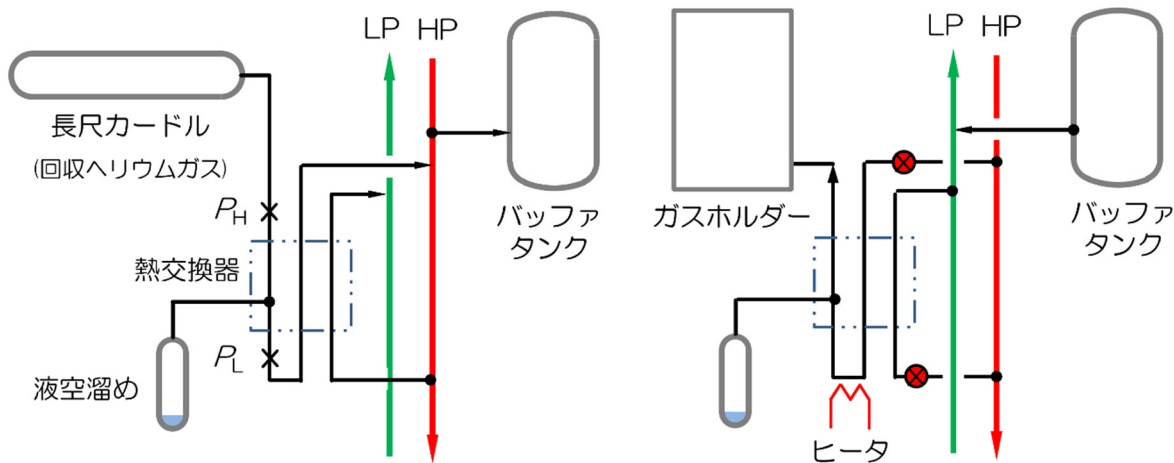 LP HP
長尺カードル
(回収ヘリウムガス)
P_H
熱交換器
P_L
液空溜め
バッファ
タンク
LP HP
ガスホルダー
バッファ
タンク
ヒータ